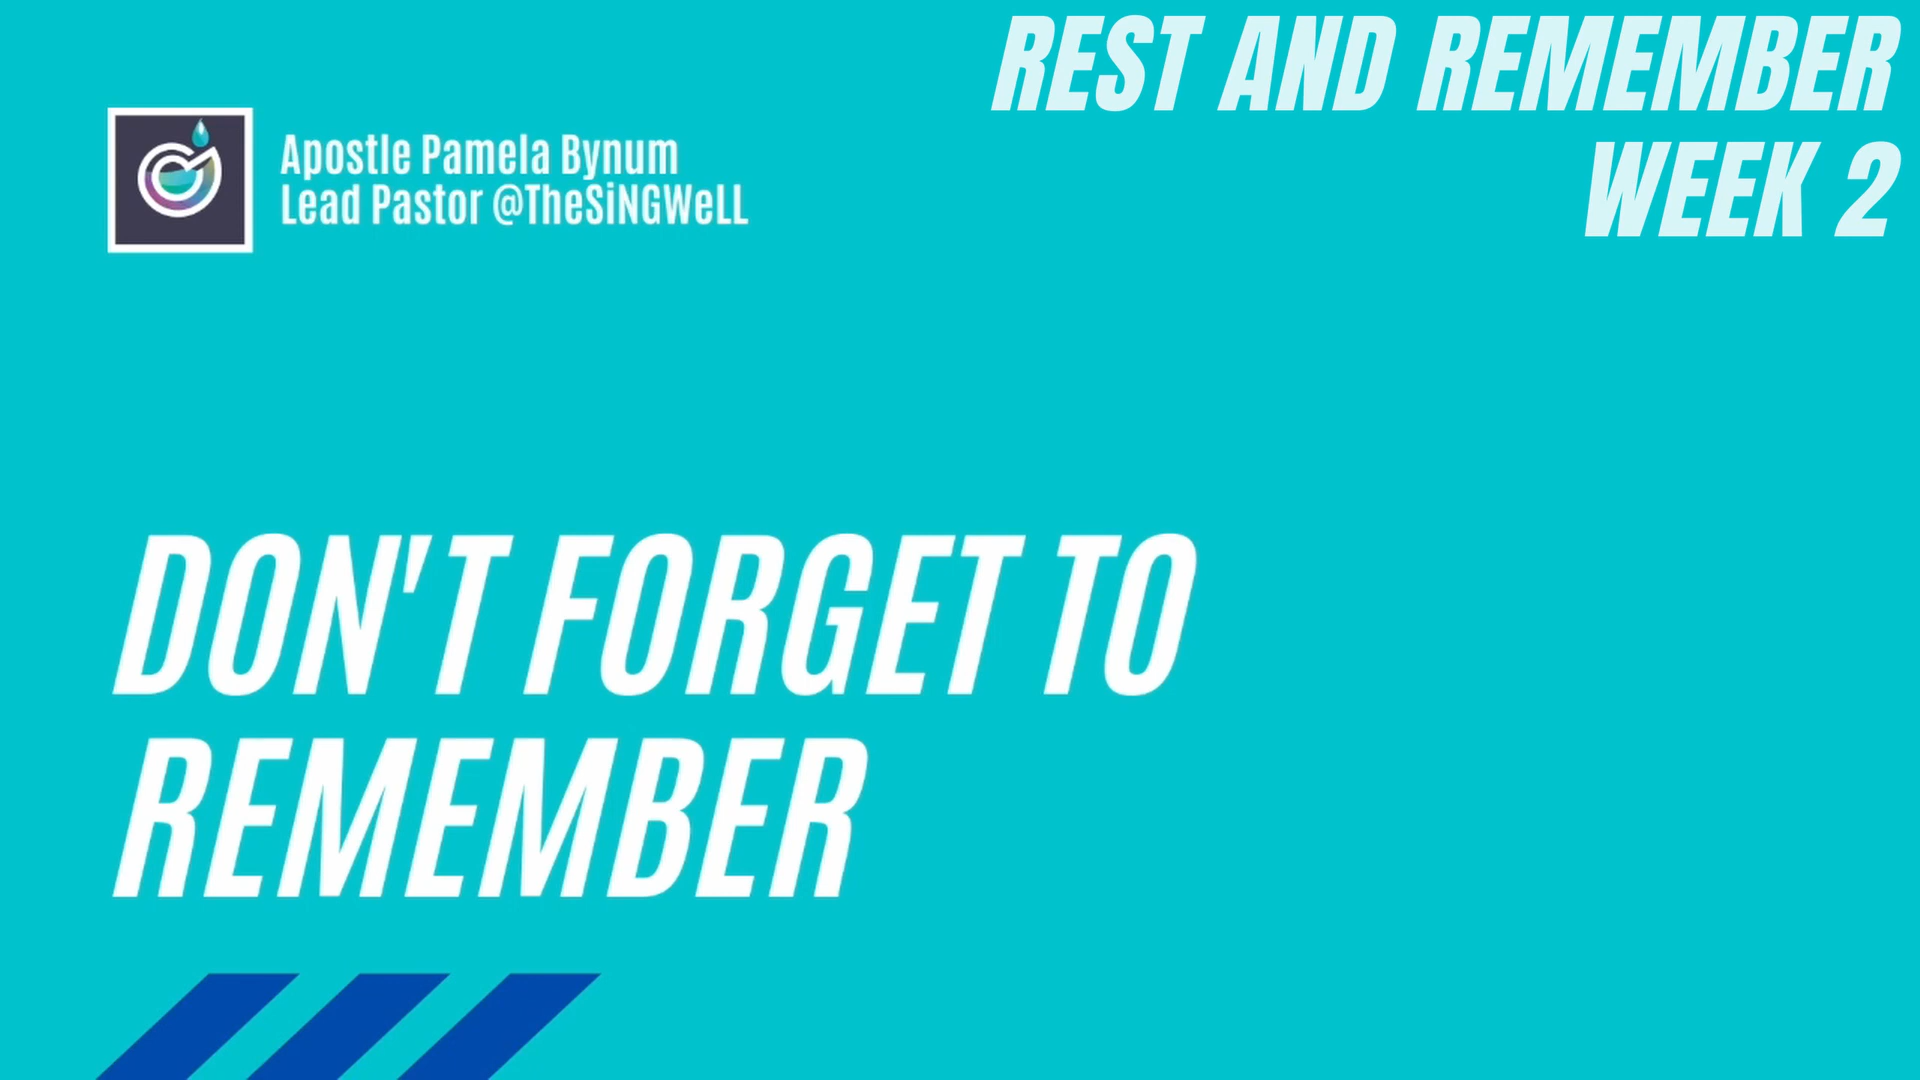 REST AND REMEMBER
WEEK 2
Apostle Pamela Bynum
Lead Pastor @TheSiNGWeLL
DON'T FORGET TO
REMEMBER